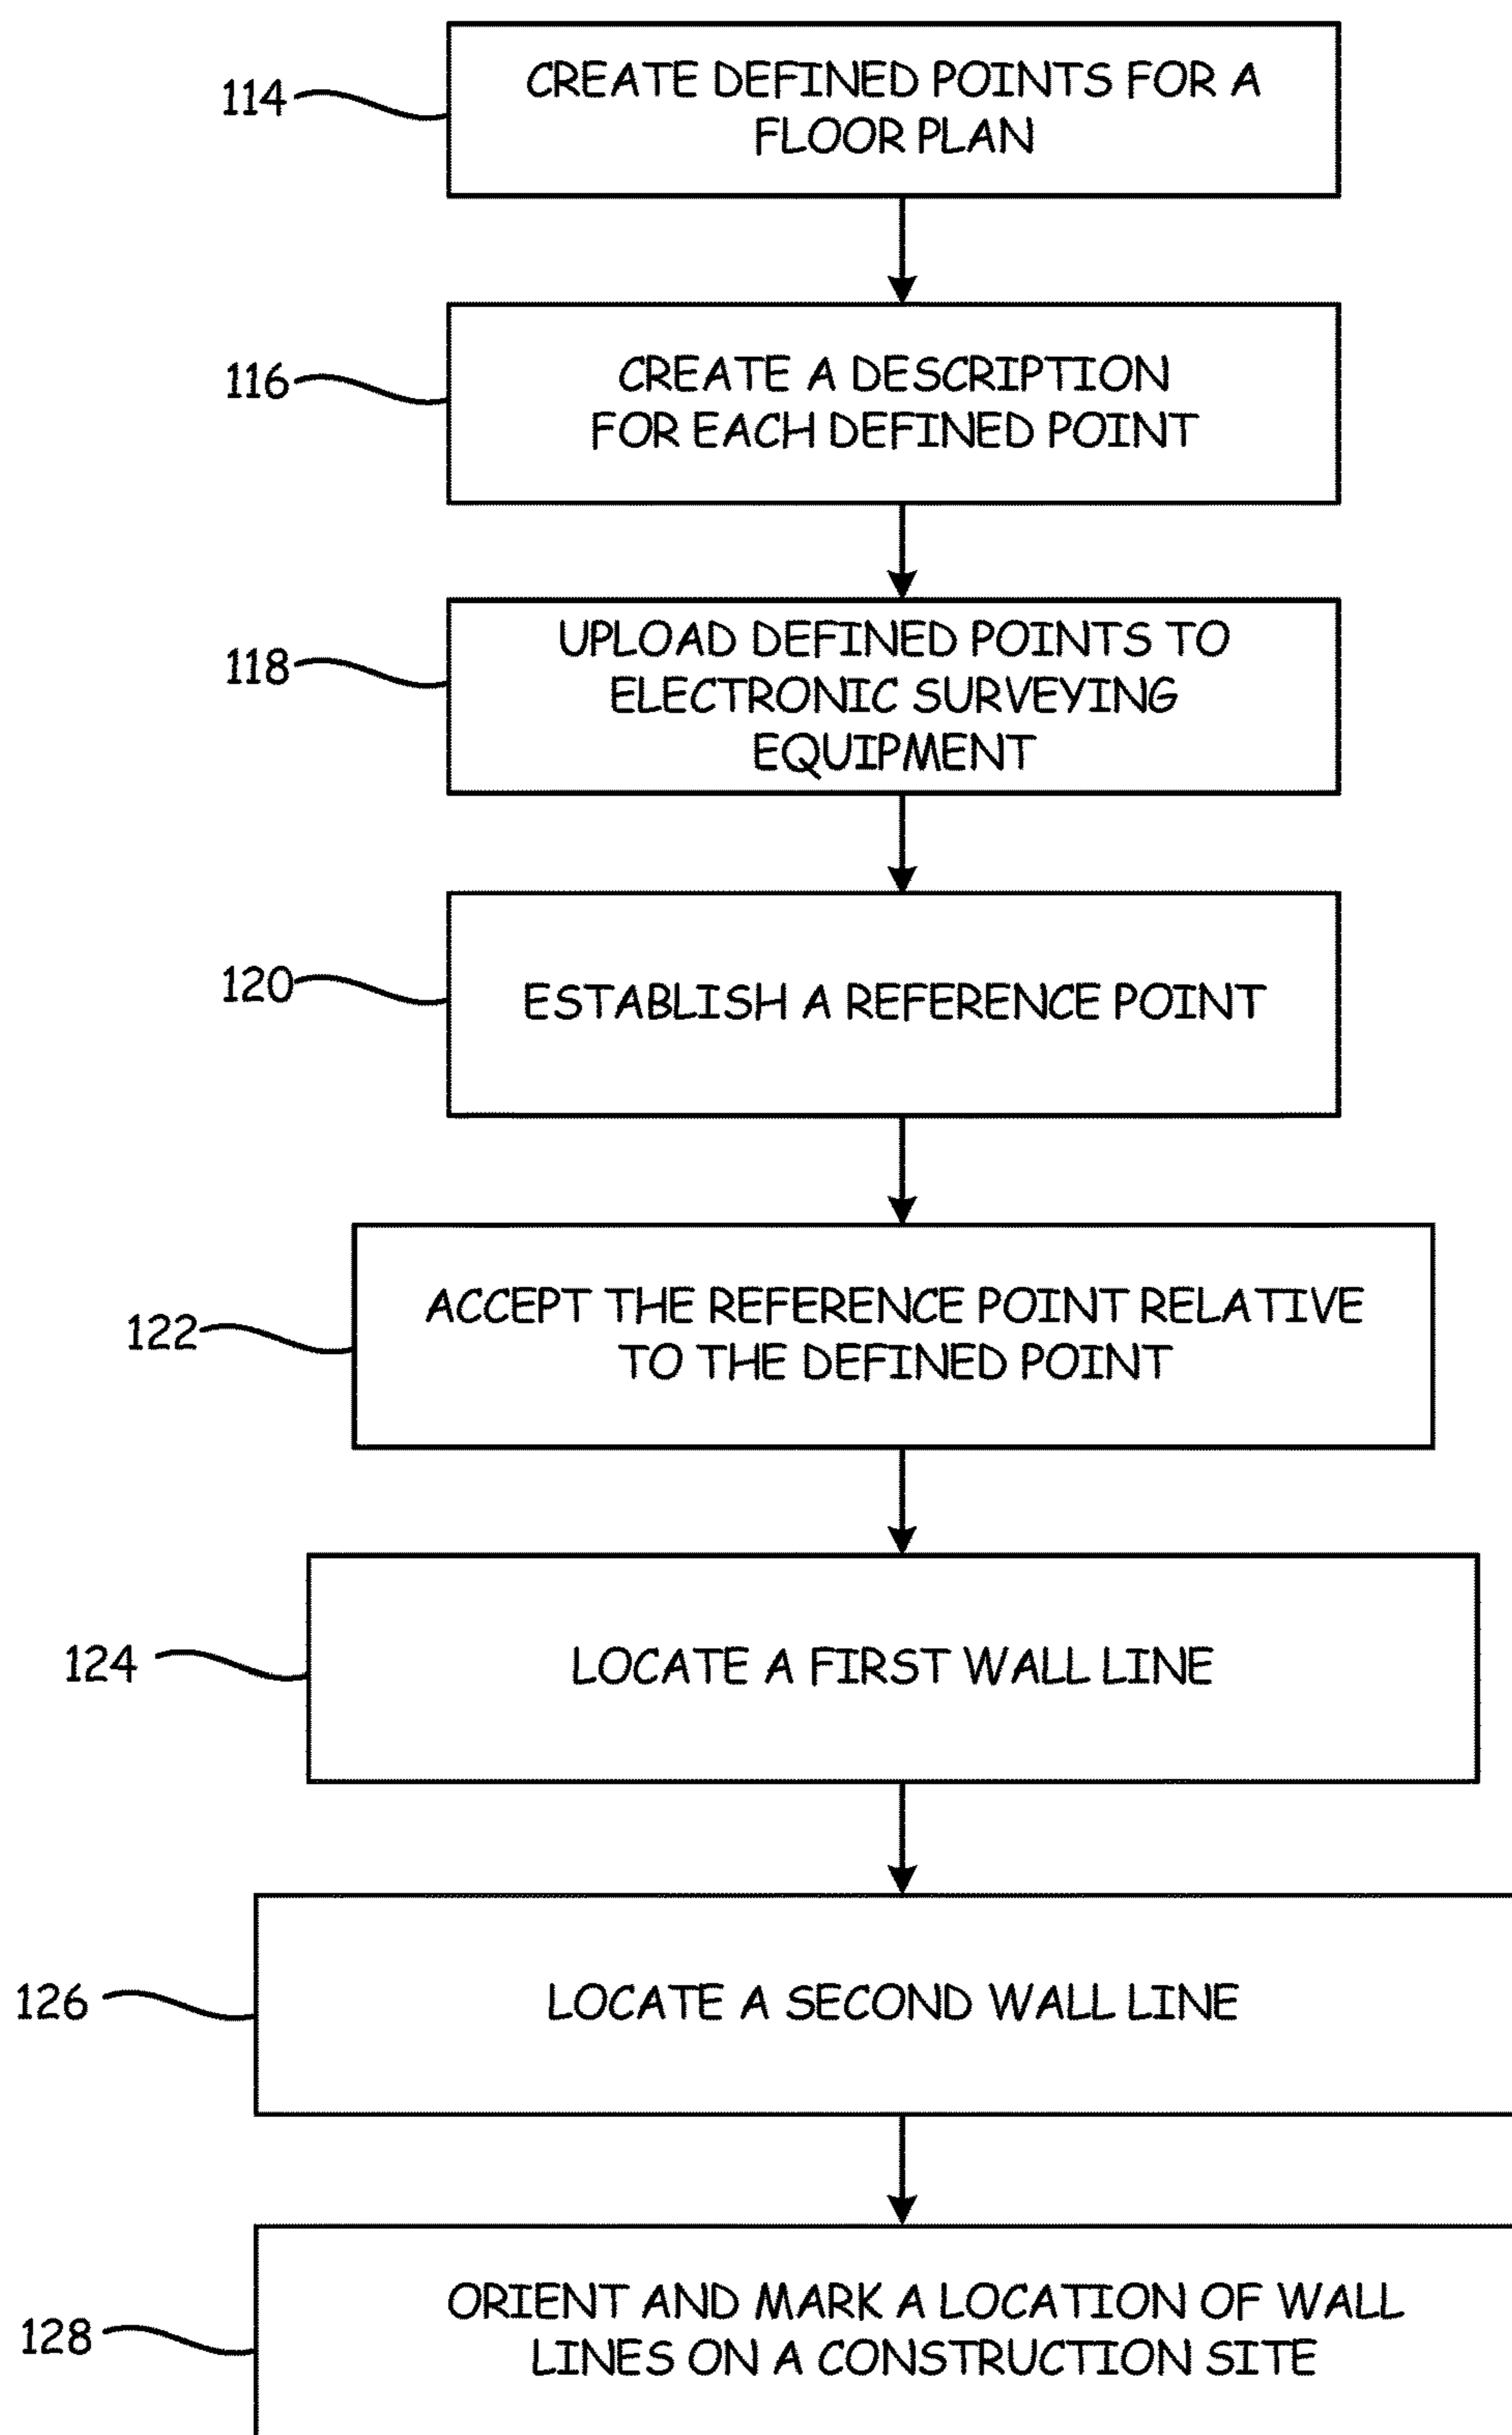 114
CREATE DEFINED POINTS FOR A
FLOOR PLAN
116
CREATE A DESCRIPTION
FOR EACH DEFINED POINT
118
UPLOAD DEFINED POINTS TO
ELECTRONIC SURVEYING
EQUIPMENT
120
ESTABLISH A REFERENCE POINT
122
ACCEPT THE REFERENCE POINT RELATIVE
TO THE DEFINED POINT
124
LOCATE A FIRST WALL LINE
126
LOCATE A SECOND WALL LINE
128
ORIENT AND MARK A LOCATION OF WALL
LINES ON A CONSTRUCTION SITE